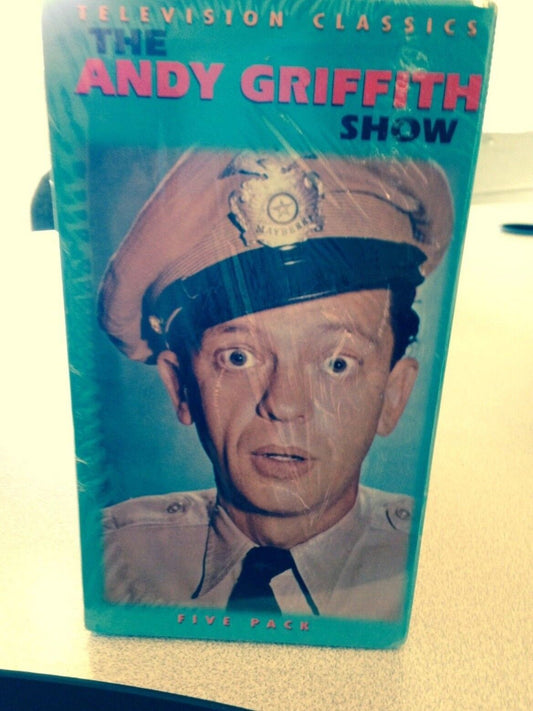 TELEVISION CLASSICS
THE
ANDY GRIFFITH
SHOW
MAYBERRY
FIVE PACK